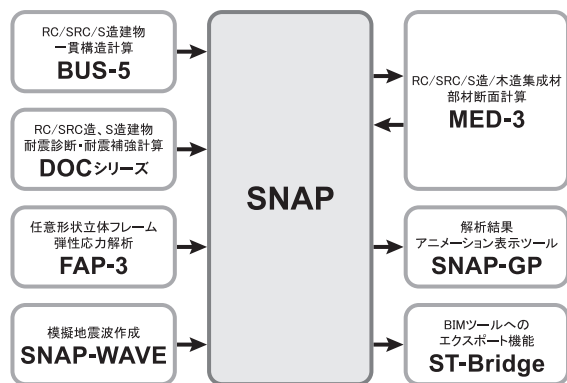 RC/SRC/S造建物
一貫構造計算
BUS-5
RC/SRC造、S造建物
耐震診断・耐震補強計算
DOCシリーズ
任意形状立体フレーム
弾性応力解析
FAP-3
模擬地震波作成
SNAP-WAVE
SNAP
RC/SRC/S造/木造集成材
部材断面計算
MED-3
解析結果
アニメーション表示ツール
SNAP-GP
BIMツールへの
エクスポート機能
ST-Bridge